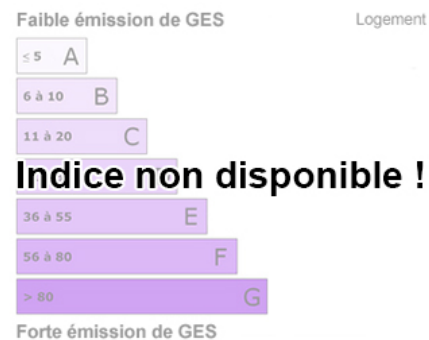 Faible émission de GES
Logement
≤ 5 A
6 à 10 B
11 à 20 C
Indice non disponible !
36 à 55 E
56 à 80 F
> 80 G
Forte émission de GES